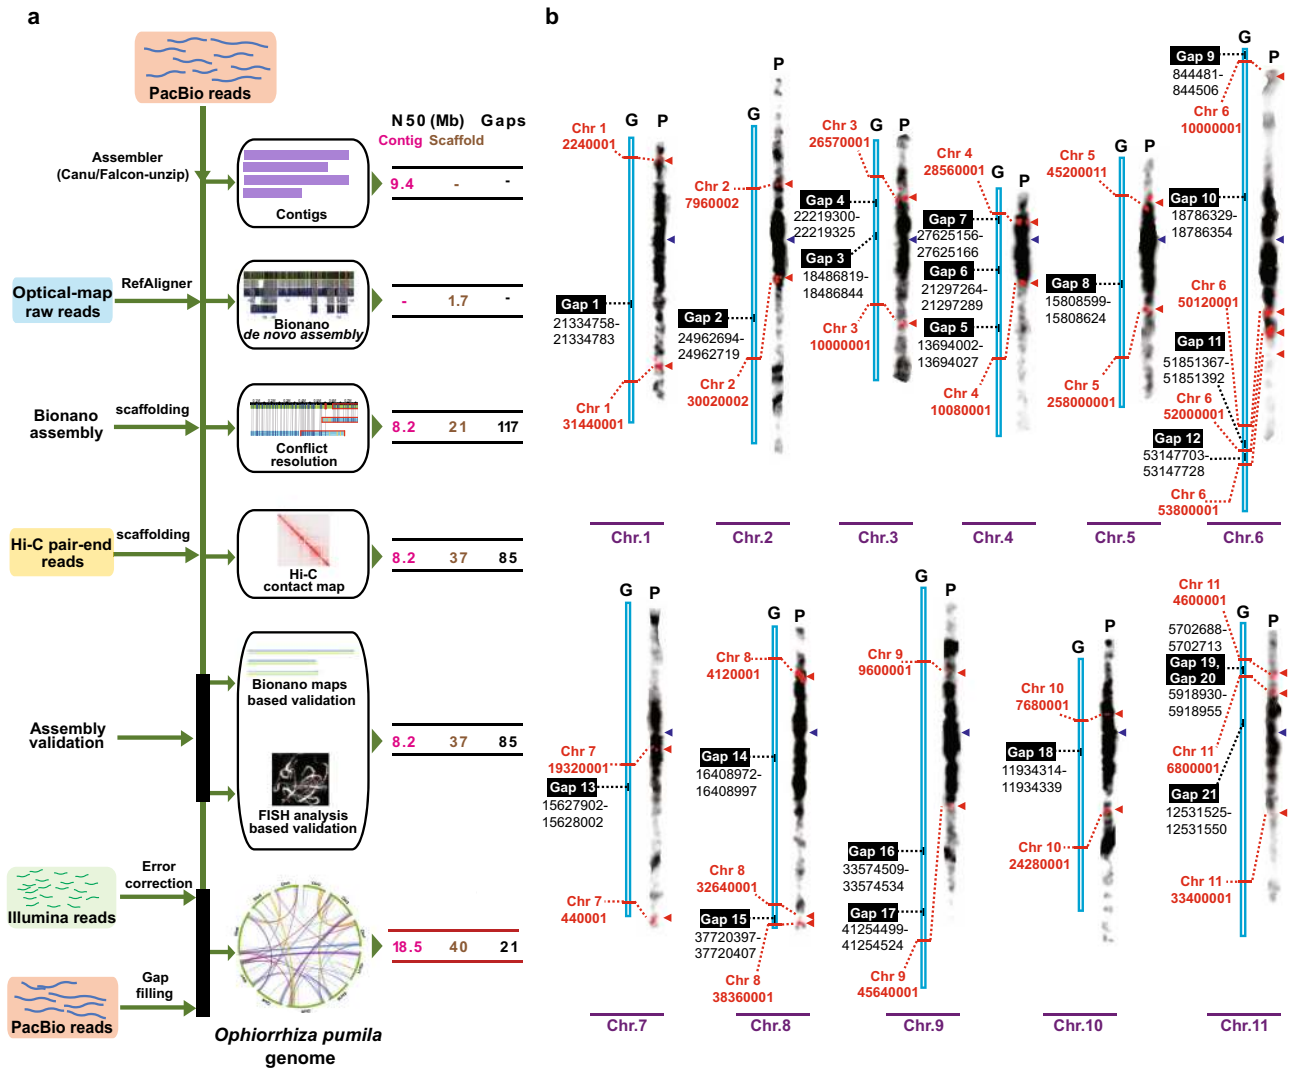 a
PacBio reads
N50 (Mb) Gaps
Contig Scaffold
Assembler
(Canu/Falcon-unzip)
Contigs
9.4 - -
Optical-map
raw reads
RefAligner
Bionano
de novo assembly
- 1.7 -
Bionano
assembly
scaffolding
Conflict
resolution
8.2 21 117
Hi-C pair-end
reads
scaffolding
Hi-C
contact map
8.2 37 85
Assembly
validation
Bionano maps
based validation
FISH analysis
based validation
8.2 37 85
Illumina reads
Error
correction
PacBio reads
Gap
filling
18.5 40 21
Ophiorrhiza pumila
genome
b
G P
Chr 1
2240001
Gap 1
21334758-
21334783
Chr 1
31440001
Chr.1
G P
Chr 2
7960002
Gap 2
24962694-
24962719
Chr 2
30020002
Chr.2
G P
Chr 3
26570001
Gap 4
22219300-
22219325
Gap 3
18486819-
18486844
Chr 3
10000001
Chr.3
G P
Chr 4
28560001
Gap 7
27625156-
27625166
Gap 6
21297264-
21297289
Gap 5
13694002-
13694027
Chr 4
10080001
Chr.4
G P
Chr 5
45200011
Gap 8
15808599-
15808624
Chr 5
258000001
Chr.5
G P
Gap 9
844481-
844506
Chr 6
10000001
Gap 10
18786329-
18786354
Chr 6
50120001
Gap 11
51851367-
51851392
Chr 6
52000001
Gap 12
53147703-
53147728
Chr 6
53800001
Chr.6
G P
Chr 7
19320001
Gap 13
15627902-
15628002
Chr 7
440001
Chr.7
G P
Chr 8
4120001
Gap 14
16408972-
16408997
Chr 8
32640001
Gap 15
37720397-
37720407
Chr 8
38360001
Chr.8
G P
Chr 9
9600001
Gap 16
33574509-
33574534
Gap 17
41254499-
41254524
Chr 9
45640001
Chr.9
G P
Chr 10
7680001
Gap 18
11934314-
11934339
Chr 10
24280001
Chr.10
G P
Chr 11
4600001
5702688-
5702713
Gap 19,
Gap 20
5918930-
5918955
Chr 11
6800001
Gap 21
12531525-
12531550
Chr 11
33400001
Chr.11